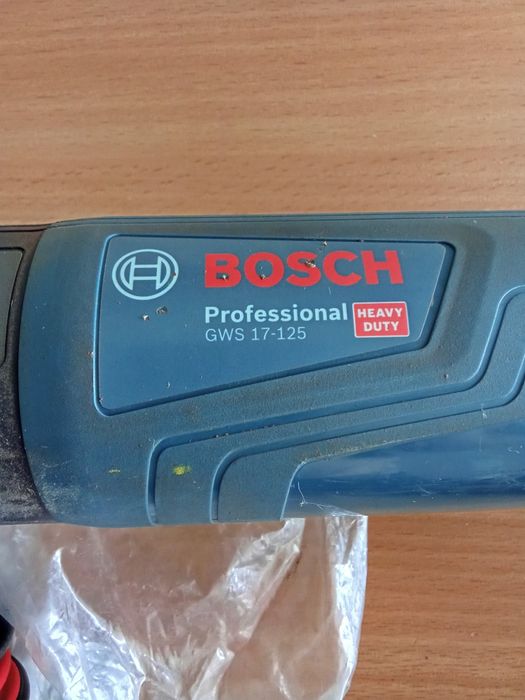 BOSCH
Professional
GWS 17-125
HEAVY
DUTY